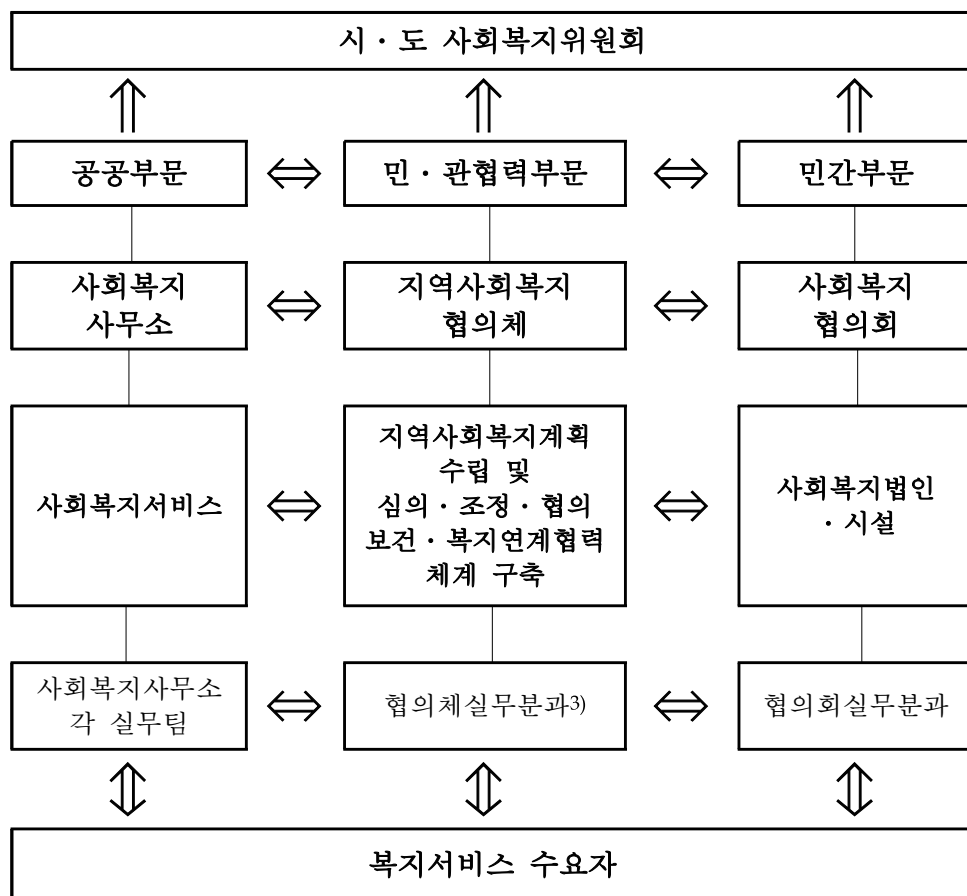 시·도 사회복지위원회
공공부문
민·관협력부문
민간부문
사회복지
사무소
지역사회복지
협의체
사회복지
협의회
사회복지서비스
지역사회복지계획
수립 및
심의·조정·협의
보건·복지연계협력
체계 구축
사회복지법인
·시설
사회복지사무소
각 실무팀
협의체실무분과3)
협의회실무분과
복지서비스 수요자